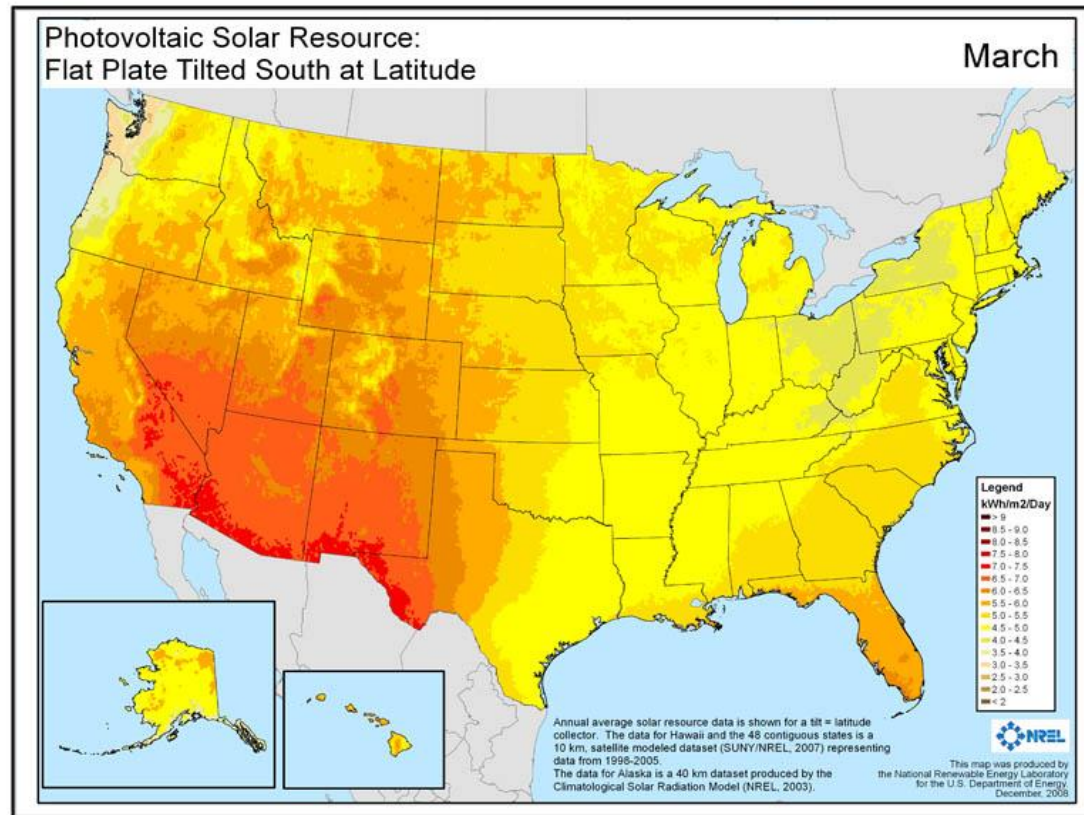 Photovoltaic Solar Resource:
Flat Plate Tilted South at Latitude
March
Legend
kWh/m2/Day
> 9
8.5 - 9.0
8.0 - 8.5
7.5 - 8.0
7.0 - 7.5
6.5 - 7.0
6.0 - 6.5
5.5 - 6.0
5.0 - 5.5
4.5 - 5.0
4.0 - 4.5
3.5 - 4.0
3.0 - 3.5
2.5 - 3.0
2.0 - 2.5
< 2
Annual average solar resource data is shown for a tilt = latitude
collector. The data for Hawaii and the 48 contiguous states is a
10 km, satellite modeled dataset (SUNY/NREL, 2007) representing
data from 1998-2005.
The data for Alaska is a 40 km dataset produced by the
Climatological Solar Radiation Model (NREL, 2003).
NREL
This map was produced by
the National Renewable Energy Laboratory
for the U.S. Department of Energy.
December, 2008